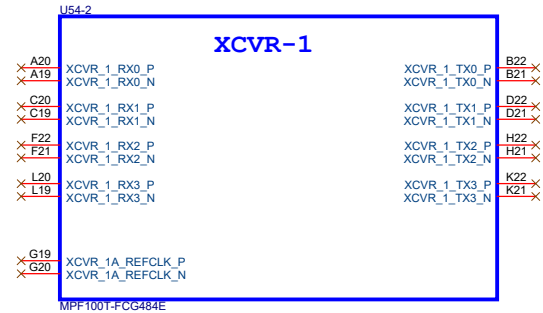 U54-2
XCVR-1
A20 XCVR_1_RX0_P XCVR_1_TX0_P B22
A19 XCVR_1_RX0_N XCVR_1_TX0_N B21
C20 XCVR_1_RX1_P XCVR_1_TX1_P D22
C19 XCVR_1_RX1_N XCVR_1_TX1_N D21
F22 XCVR_1_RX2_P XCVR_1_TX2_P H22
F21 XCVR_1_RX2_N XCVR_1_TX2_N H21
L20 XCVR_1_RX3_P XCVR_1_TX3_P K22
L19 XCVR_1_RX3_N XCVR_1_TX3_N K21
G19 XCVR_1A_REFCLK_P
G20 XCVR_1A_REFCLK_N
MPF100T-FCG484E